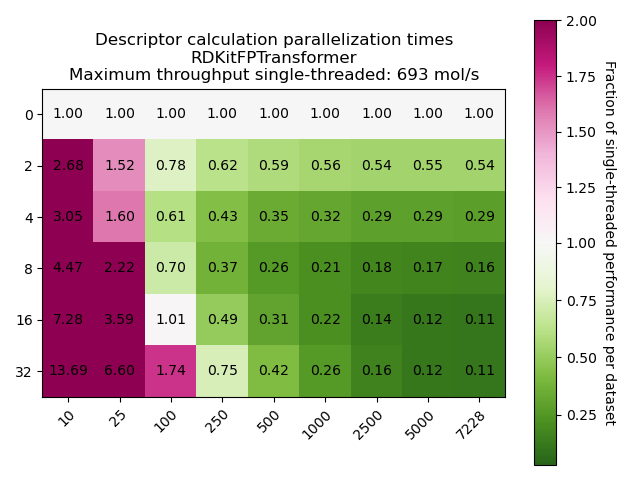 Descriptor calculation parallelization times
RDKitFPTransformer
Maximum throughput single-threaded: 693 mol/s
0 1.00 1.00 1.00 1.00 1.00 1.00 1.00 1.00 1.00
2 2.68 1.52 0.78 0.62 0.59 0.56 0.54 0.55 0.54
4 3.05 1.60 0.61 0.43 0.35 0.32 0.29 0.29 0.29
8 4.47 2.22 0.70 0.37 0.26 0.21 0.18 0.17 0.16
16 7.28 3.59 1.01 0.49 0.31 0.22 0.14 0.12 0.11
32 13.69 6.60 1.74 0.75 0.42 0.26 0.16 0.12 0.11
10 25 100 250 500 1000 2500 5000 7228
2.00
1.75
1.50
1.25
1.00
0.75
0.50
0.25
Fraction of single-threaded performance per dataset